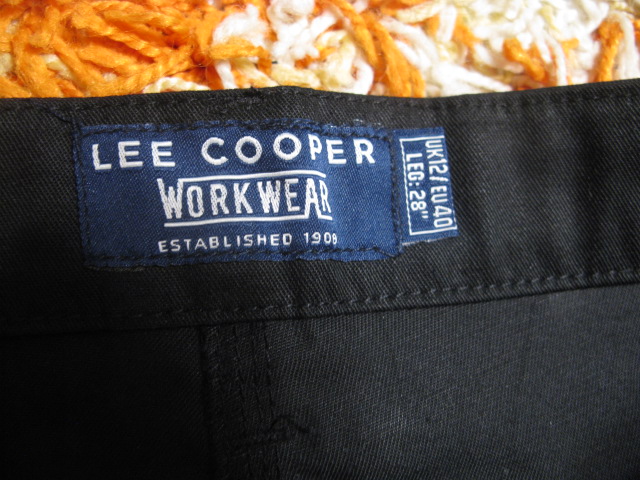 LEE COOPER
WORKWEAR
ESTABLISHED 1908
UK12/EU40
LEG: 28"